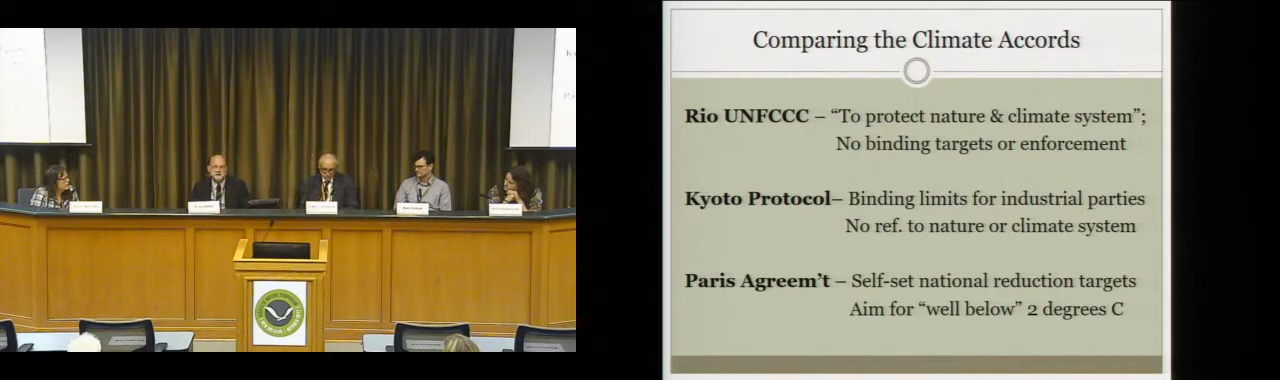 Comparing the Climate Accords
Rio UNFCCC – “To protect nature & climate system”;
No binding targets or enforcement
Kyoto Protocol– Binding limits for industrial parties
No ref. to nature or climate system
Paris Agreem’t – Self-set national reduction targets
Aim for “well below” 2 degrees C